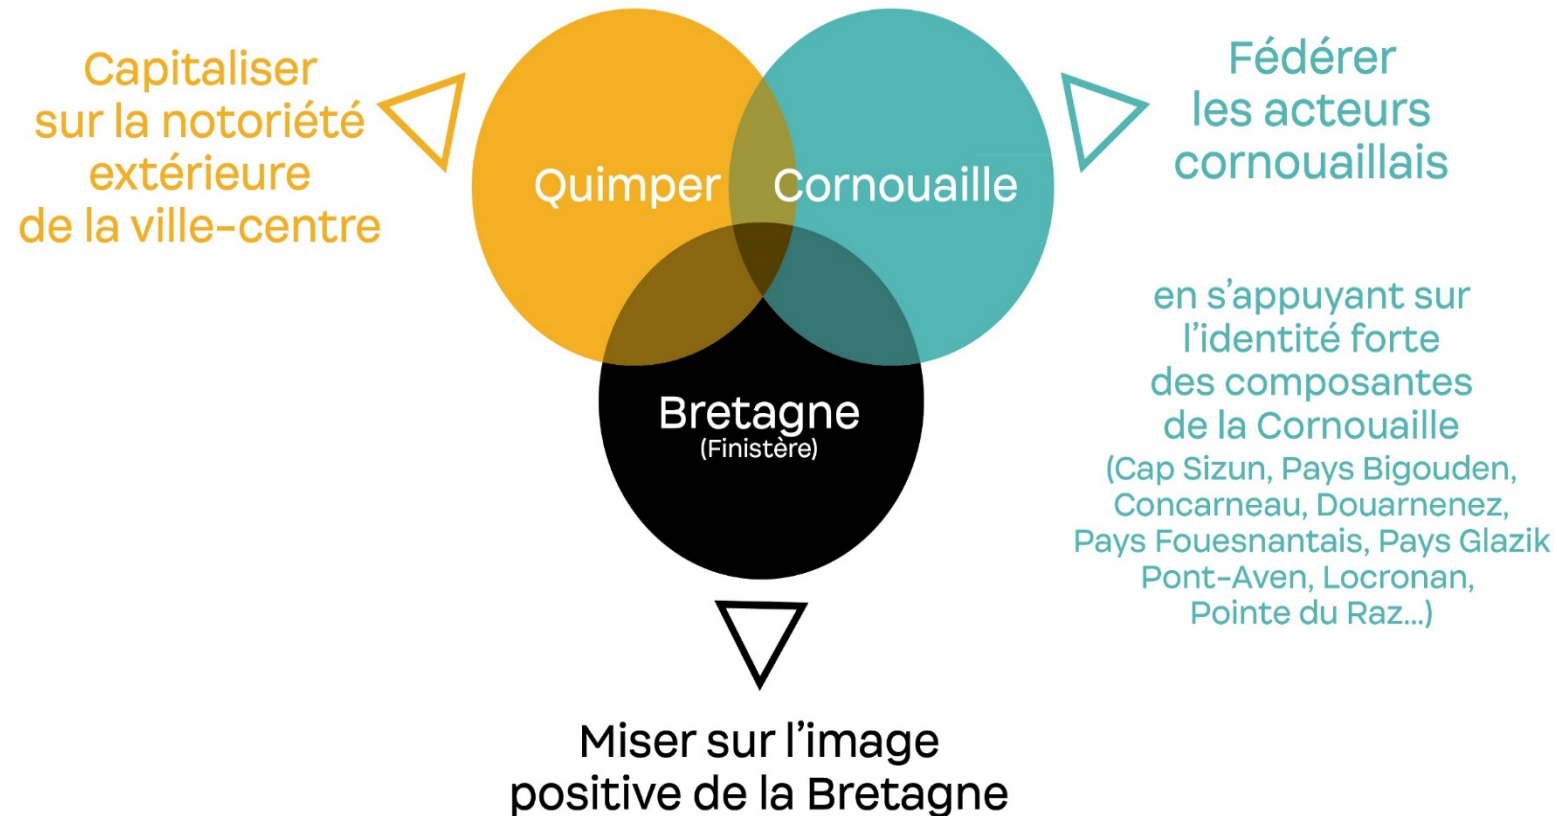 Capitaliser
sur la notoriété
extérieure
de la ville-centre
Quimper
Cornouaille
Bretagne
(Finistère)
Fédérer
les acteurs
cornouaillais
en s'appuyant sur
l'identité forte
des composantes
de la Cornouaille
(Cap Sizun, Pays Bigouden,
Concarneau, Douarnenez,
Pays Fouesnantais, Pays Glazik
Pont-Aven, Locronan,
Pointe du Raz...)
Miser sur l'image
positive de la Bretagne